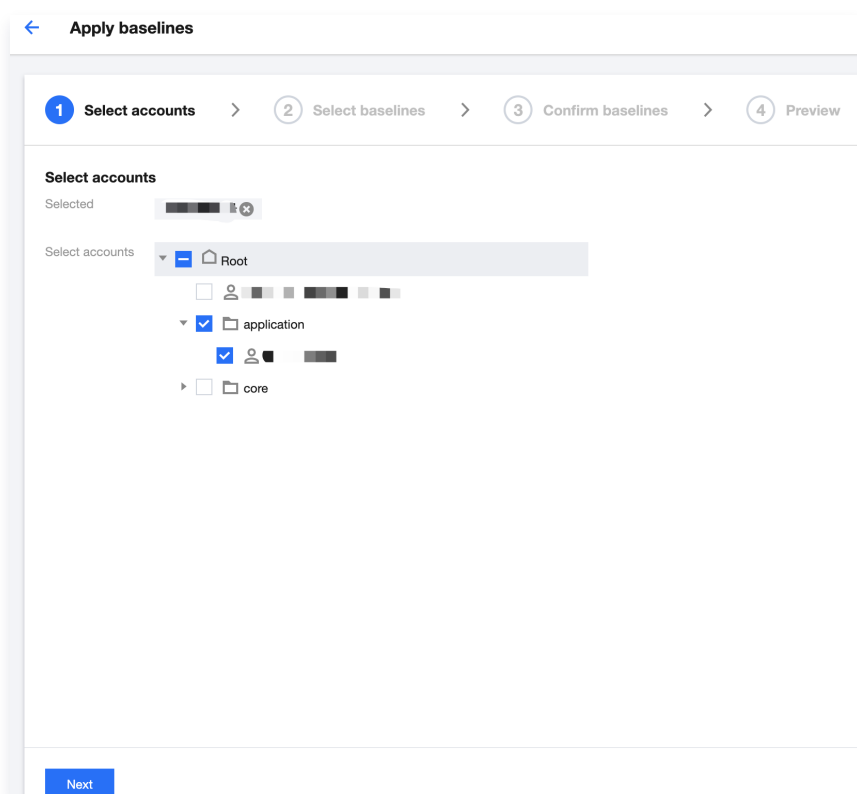 Apply baselines
1 Select accounts 2 Select baselines 3 Confirm baselines 4 Preview
Select accounts
Selected
Select accounts
Root
application
core
Next